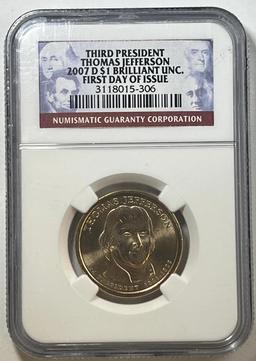 THIRD PRESIDENT
THOMAS JEFFERSON
2007 D $1 BRILLIANT UNC.
FIRST DAY OF ISSUE
3118015-306
NUMISMATIC GUARANTY CORPORATION
THOMAS JEFFERSON
PRESIDENT